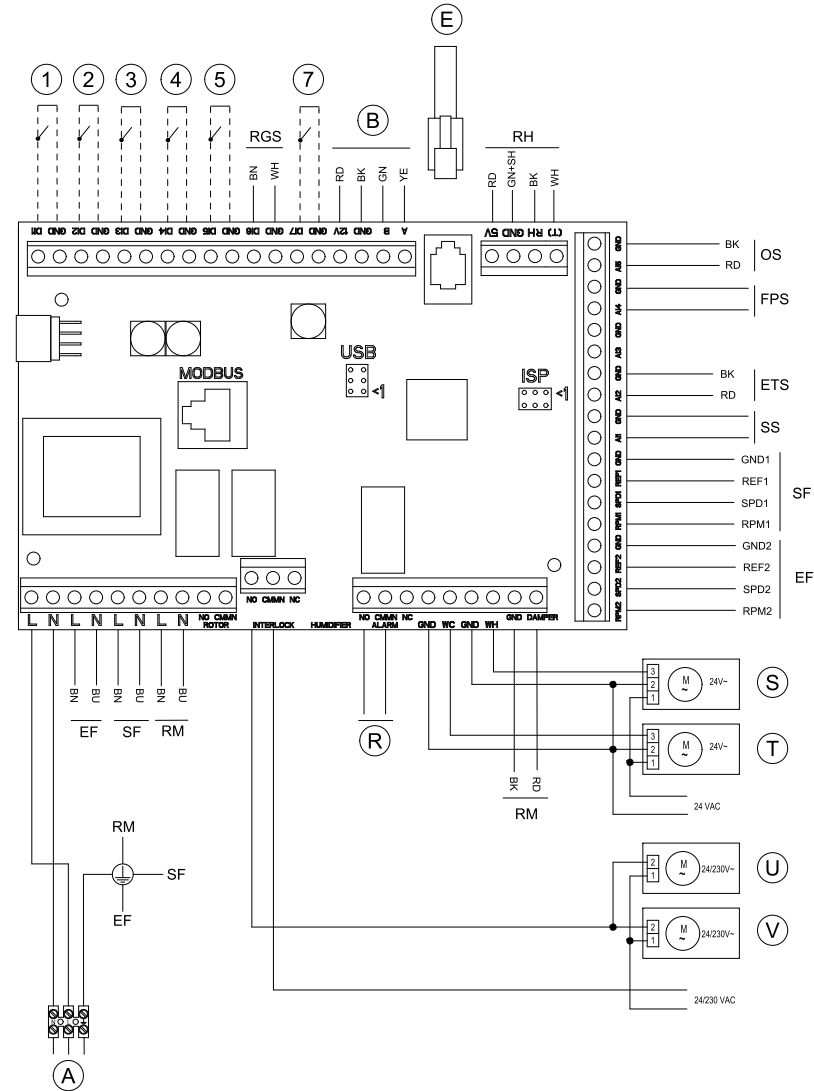 E
1 2 3 4 5 7
B
RGS
RH
BN WH RD BK GN YE RD GN+SH BK WH
DI1 GND DI2 GND DI3 GND DI4 GND DI5 GND DI6 GND DI7 GND 12V GND B A
5V GND RH (T)
GND BK
AI5 RD
OS
GND
AI4
FPS
GND
AI3
GND BK
AI2 RD
ETS
GND
AI1
SS
GND GND1
REF1 REF1
SPD1 SPD1
RPM1 RPM1
SF
GND GND2
REF2 REF2
SPD2 SPD2
RPM2 RPM2
EF
USB
<1
ISP
<1
MODBUS
NO CMMN NC
L N L N L N L N
NO CMMN
ROTOR
INTERLOCK
HUMIDIFIER
NO CMMN NC
ALARM
GND WC GND WH
GND DAMPER
BN BU BN BU BN BU
EF SF RM
R
BK RD
RM
3
2
1
M
~
24V~
S
3
2
1
M
~
24V~
T
24 VAC
RM
SF
EF
2
1
M
~
24/230V~
U
2
1
M
~
24/230V~
V
24/230 VAC
A